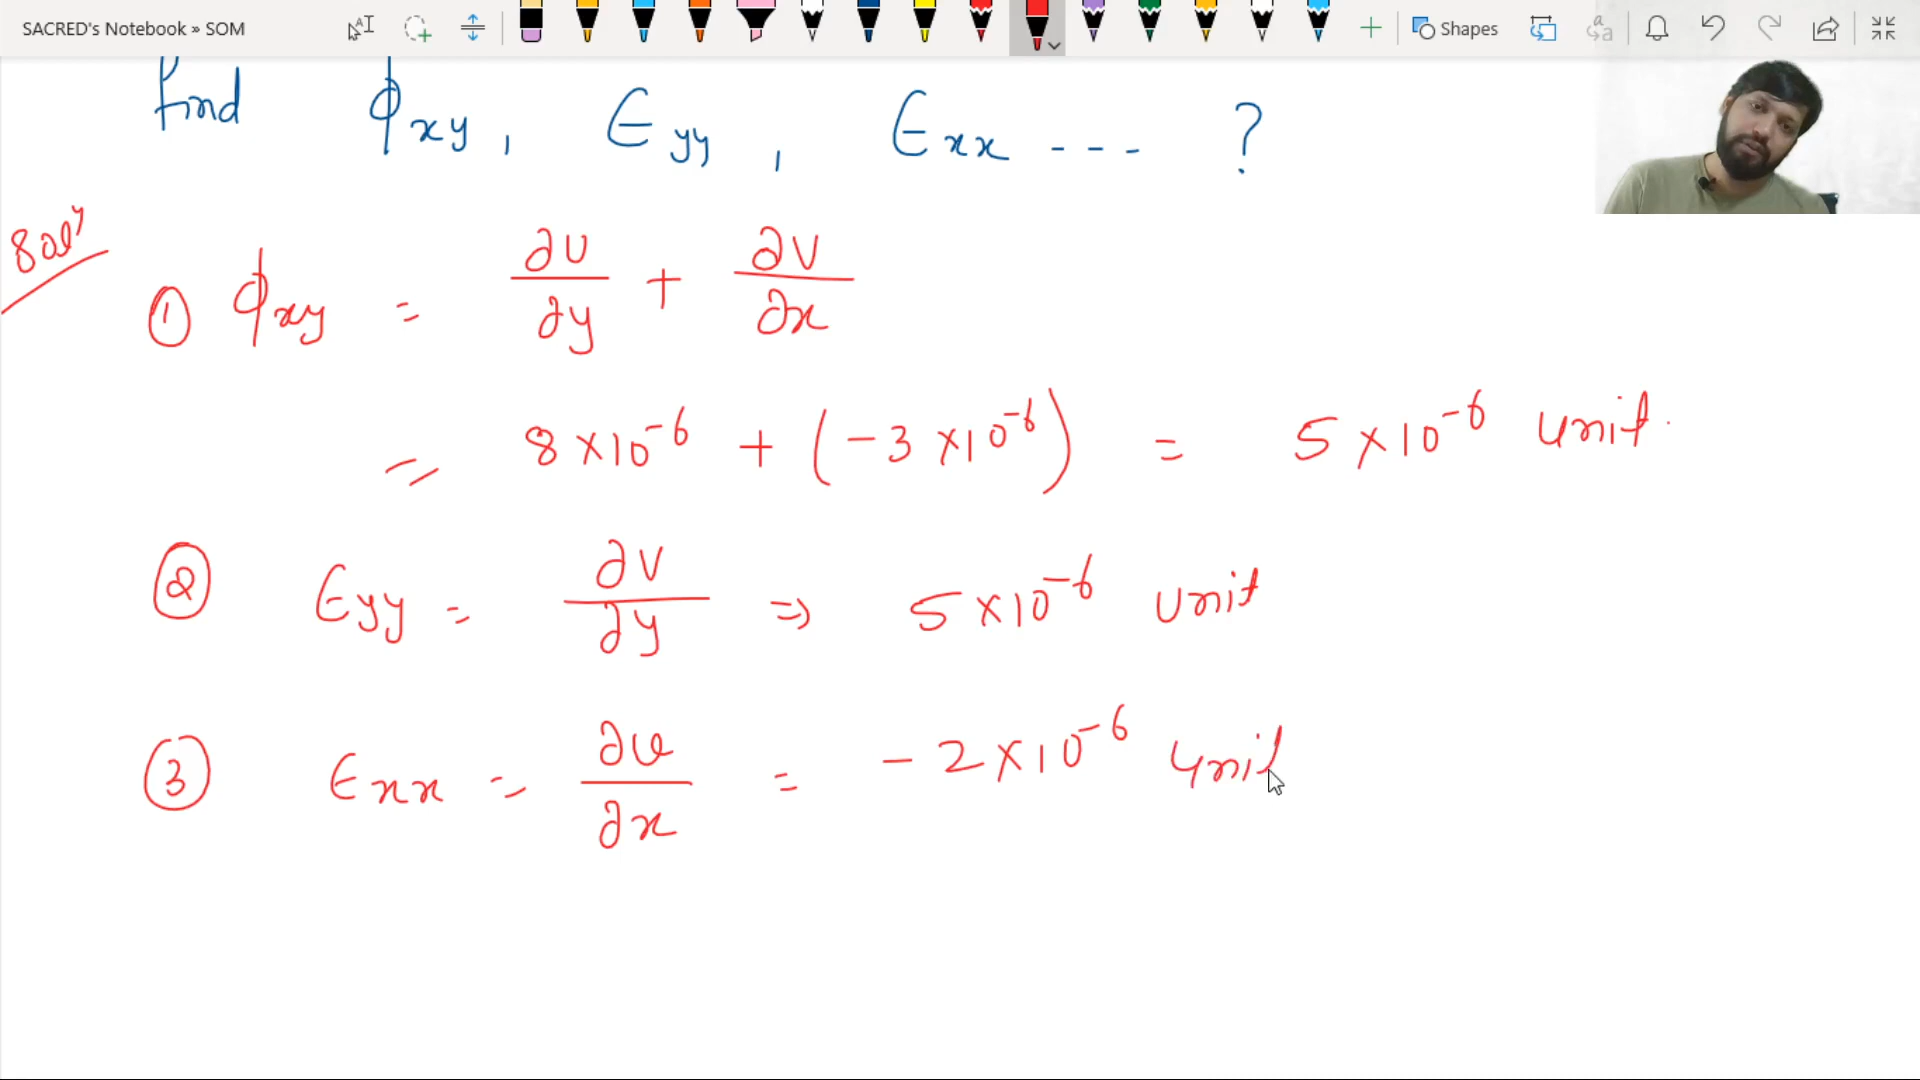 SACRED's Notebook » SOM
Shapes
find ϕxy, Eyy, Exx --- ?
Solⁿ
① ϕxy = ∂U/∂y + ∂V/∂x
= 8×10⁻⁶ + (-3×10⁻⁶) = 5×10⁻⁶ unit.
② Eyy = ∂V/∂y ⇒ 5×10⁻⁶ unit
③ Exx = ∂u/∂x = -2×10⁻⁶ unit